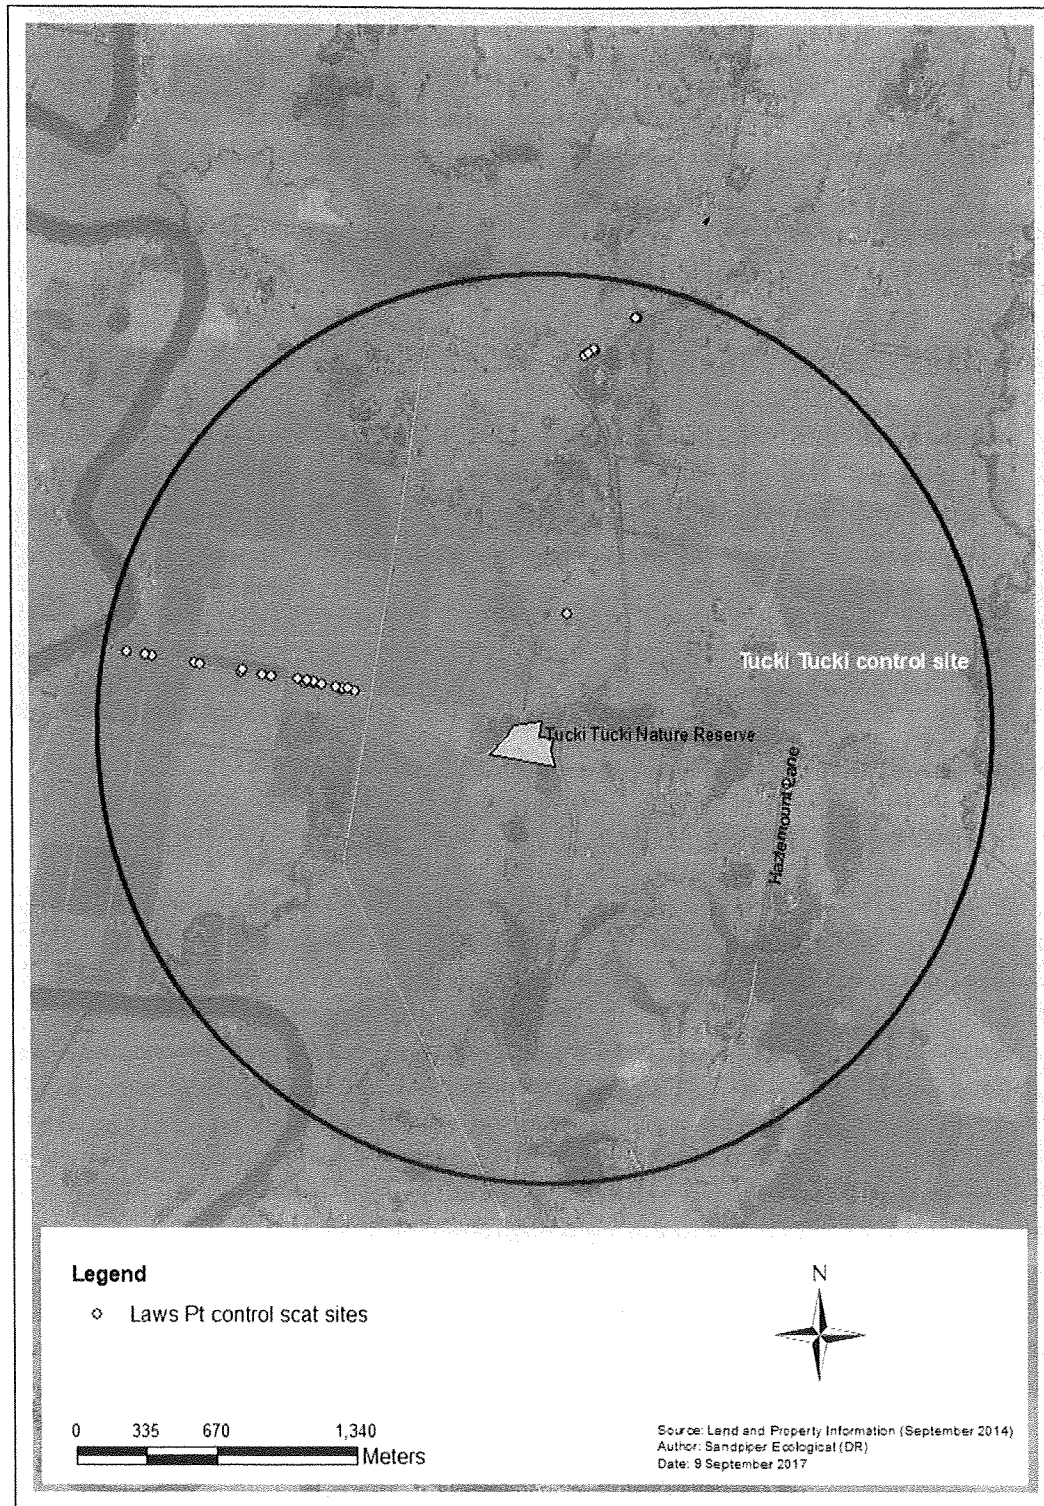 Tucki Tucki control site
Tucki Tucki Nature Reserve
Hazlemount Lane
Legend
Laws Pt control scat sites
N
0 335 670 1,340
Meters
Source: Land and Property Information (September 2014)
Author: Sandpiper Ecological (DR)
Date: 9 September 2017